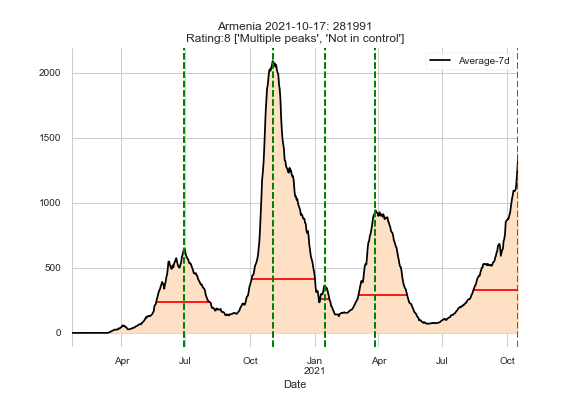 Armenia 2021-10-17: 281991
Rating:8 ['Multiple peaks', 'Not in control']
Average-7d
2000
1500
1000
500
0
Apr Jul Oct Jan Apr Jul Oct
2021
Date